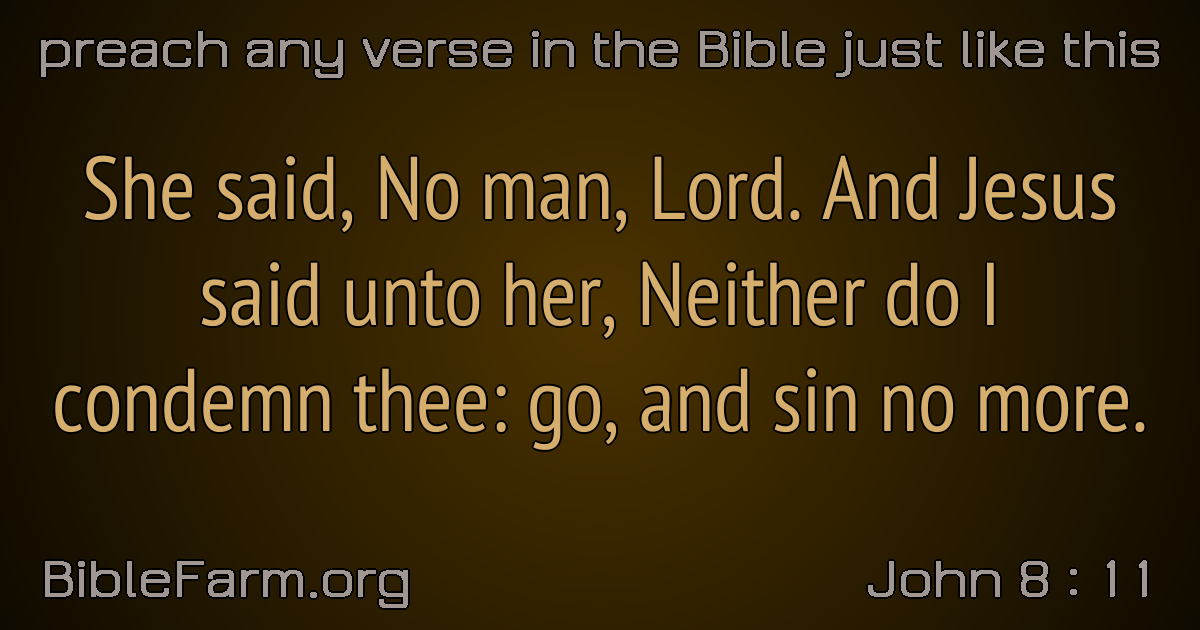 preach any verse in the Bible just like this
She said, No man, Lord. And Jesus
said unto her, Neither do I
condemn thee: go, and sin no more.
BibleFarm.org
John 8 : 11